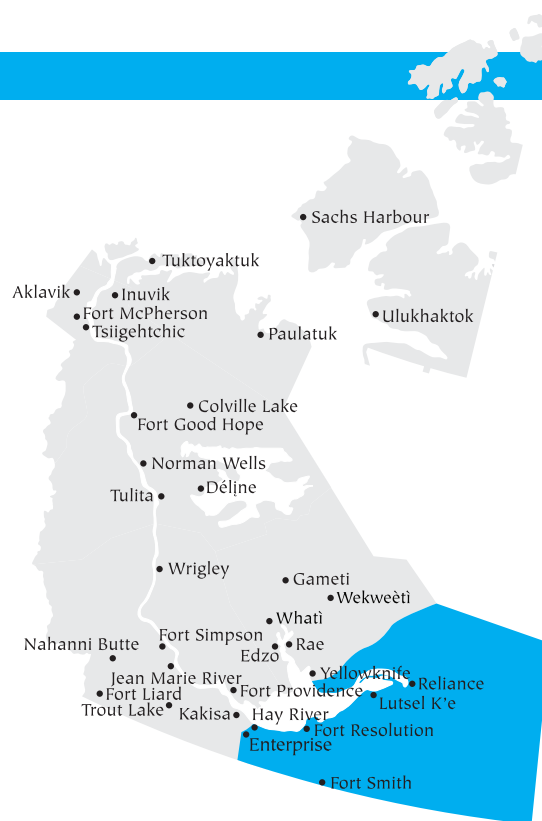 Sachs Harbour
Tuktoyaktuk
Aklavik
Inuvik
Fort McPherson
Ulukhaktok
Tsiigehtchic
Paulatuk
Colville Lake
Fort Good Hope
Norman Wells
Délįne
Tulita
Wrigley
Gameti
Wekweètì
Whatì
Fort Simpson
Nahanni Butte
Rae
Edzo
Yellowknife
Jean Marie River
Reliance
Fort Providence
Fort Liard
Lutsel K'e
Trout Lake
Kakisa
Hay River
Fort Resolution
Enterprise
Fort Smith